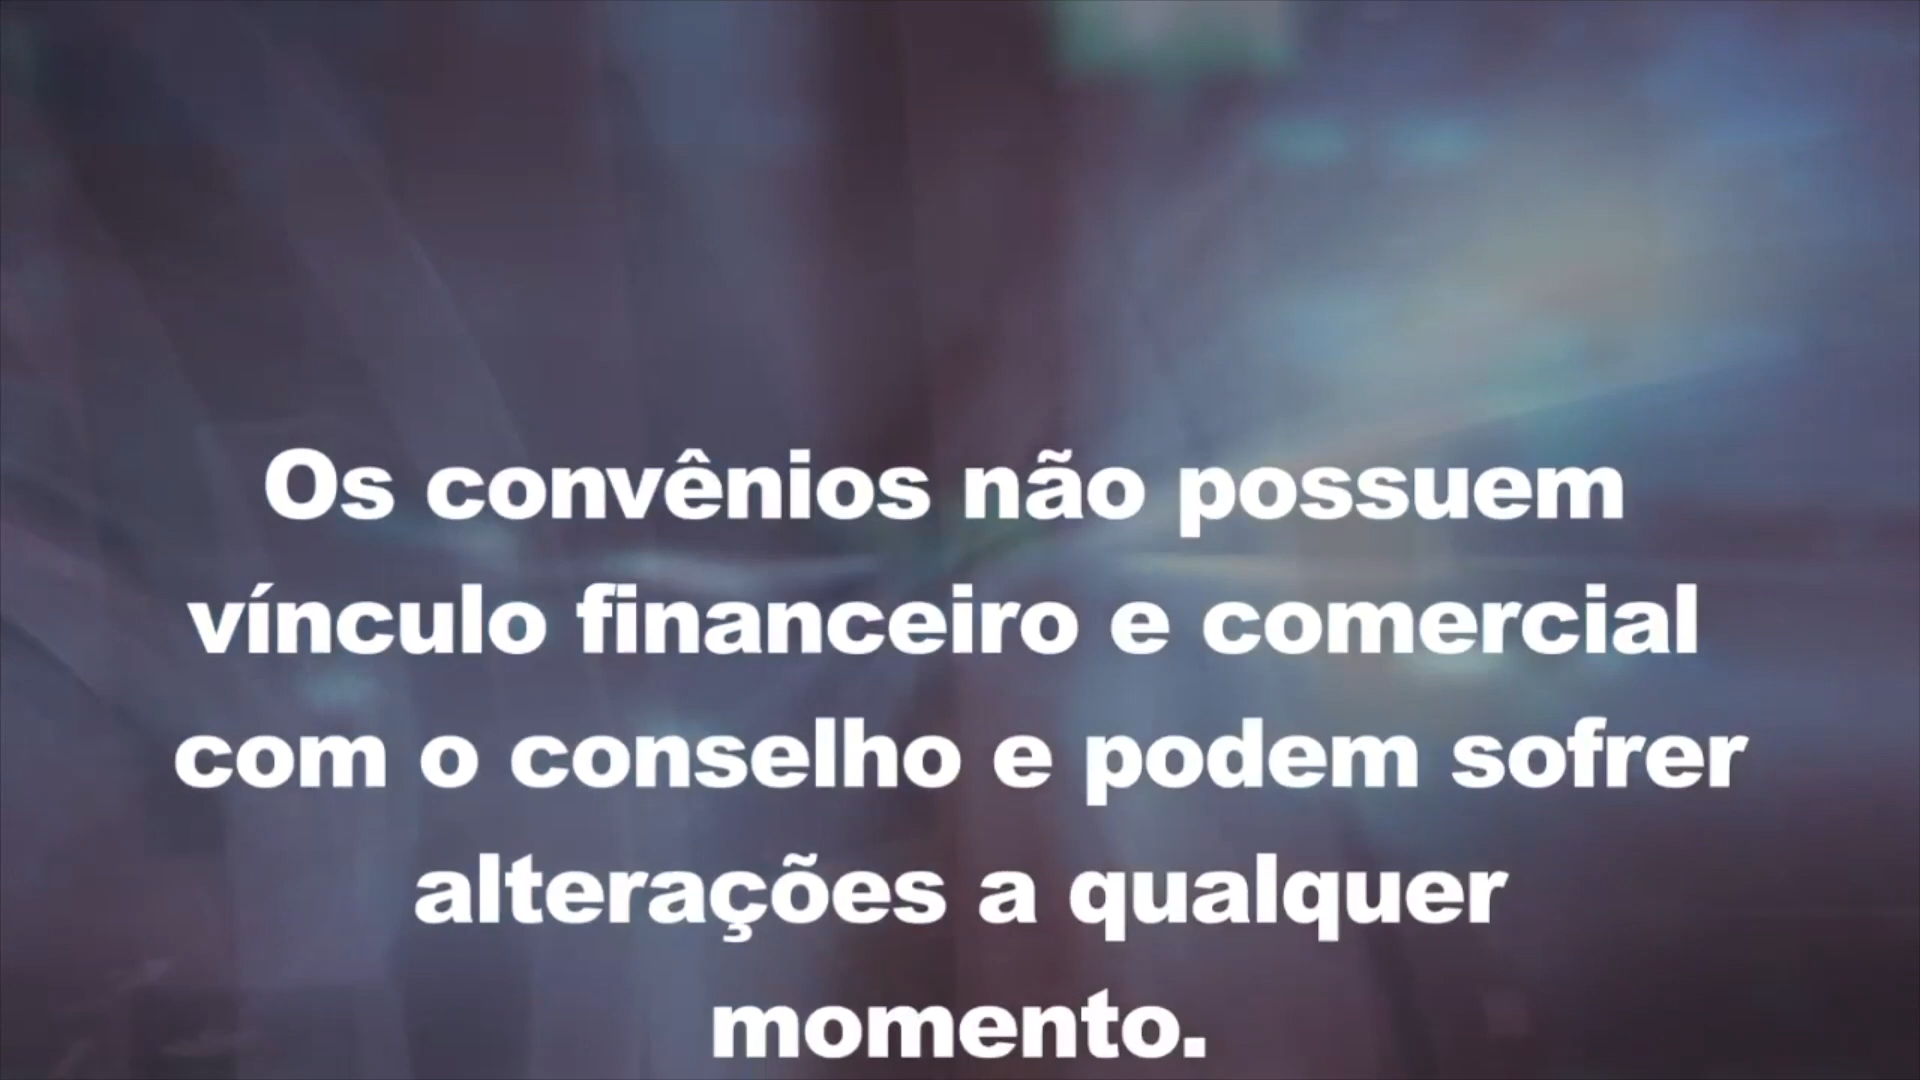 Os convênios não possuem
vínculo financeiro e comercial
com o conselho e podem sofrer
alterações a qualquer
momento.